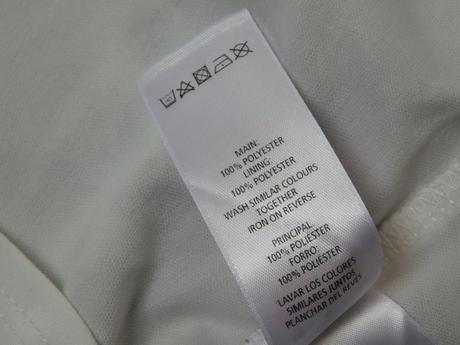 MAIN:
100% POLYESTER
LINING:
100% POLYESTER
WASH SIMILAR COLOURS
TOGETHER
IRON ON REVERSE
PRINCIPAL:
100% POLIÉSTER
FORRO:
100% POLIÉSTER
LAVAR LOS COLORES
SIMILARES JUNTOS
PLANCHAR DEL REVÉS